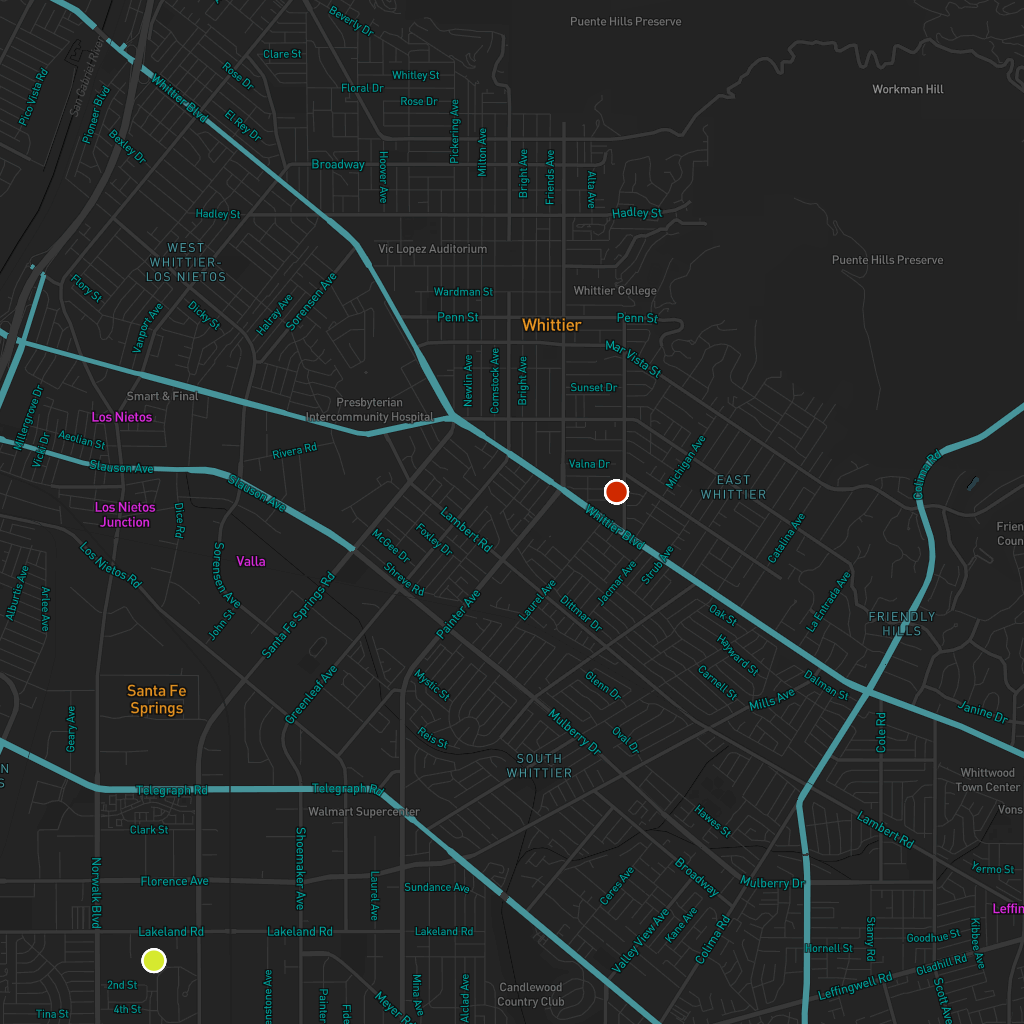 Beverly Dr
Puente Hills Preserve
Clare St
Whitley St
Rose Dr
Floral Dr
Rose Dr
Workman Hill
Pico Vista Rd
San Gabriel River
Pioneer Blvd
Whittier Blvd
El Rey Dr
Bexley Dr
Pickering Ave
Milton Ave
Broadway
Hoover Ave
Bright Ave
Friends Ave
Alta Ave
Hadley St
Hadley St
WEST
WHITTIER-
LOS NIETOS
Vic Lopez Auditorium
Puente Hills Preserve
Flory St
Wardman St
Whittier College
Sorensen Ave
Halray Ave
Dicky St
Vanport Ave
Penn St
Whittier
Penn St
Mar Vista St
Newlin Ave
Comstock Ave
Bright Ave
Sunset Dr
Smart & Final
Presbyterian
Intercommunity Hospital
Los Nietos
Millergrove Dr
Vicki Dr
Aeolian St
Rivera Rd
Slauson Ave
Slauson Ave
Valna Dr
Michigan Ave
EAST
WHITTIER
Colima Rd
Los Nietos
Junction
Dice Rd
Lambert Rd
Foxley Dr
McGee Dr
Whittier Blvd
Catalina Ave
Frien
Coun
Los Nietos Rd
Valla
Shreve Rd
Strub Ave
Jacmar Ave
Laurel Ave
Dittmar Dr
Painter Ave
Alburtis Ave
Arlee Ave
Sorensen Ave
John St
Santa Fe Springs Rd
Oak St
La Entrada Ave
FRIENDLY
HILLS
Hayward St
Carnell St
Mystic St
Glenn Dr
Mills Ave
Dalman St
Santa Fe
Springs
Greenleaf Ave
Geary Ave
Reis St
Mulberry Dr
Oval Dr
Cole Rd
Janine Dr
SOUTH
WHITTIER
N
S
Whittwood
Town Center
Telegraph Rd
Telegraph Rd
Walmart Supercenter
Vons
Clark St
Hawes St
Lambert Rd
Norwalk Blvd
Shoemaker Ave
Laurel Ave
Florence Ave
Sundance Ave
Ceres Ave
Broadway
Mulberry Dr
Yermo St
Leffing
Lakeland Rd
Lakeland Rd
Lakeland Rd
Valley View Ave
Kane Ave
Colima Rd
Hornell St
Stamy Rd
Goodhue St
Kibbee Ave
Gladhill Rd
Leffingwell Rd
Scott Ave
2nd St
4th St
Tina St
enstone Ave
Painter
Fide
Meyer Rd
Mina Ave
Alclad Ave
Candlewood
Country Club